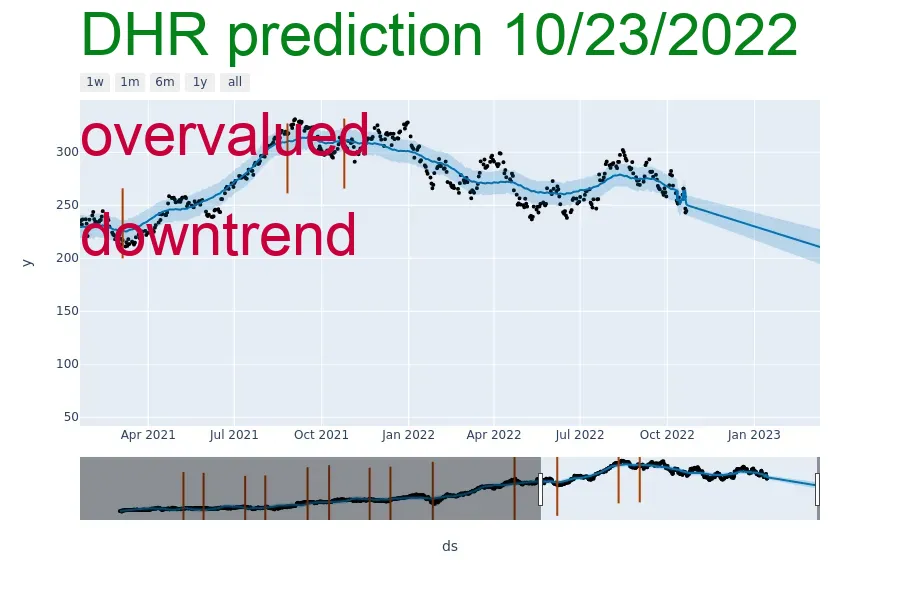 DHR prediction 10/23/2022
1w 1m 6m 1y all
overvalued
300
250
downtrend
200
y
150
100
50
Apr 2021 Jul 2021 Oct 2021 Jan 2022 Apr 2022 Jul 2022 Oct 2022 Jan 2023
ds